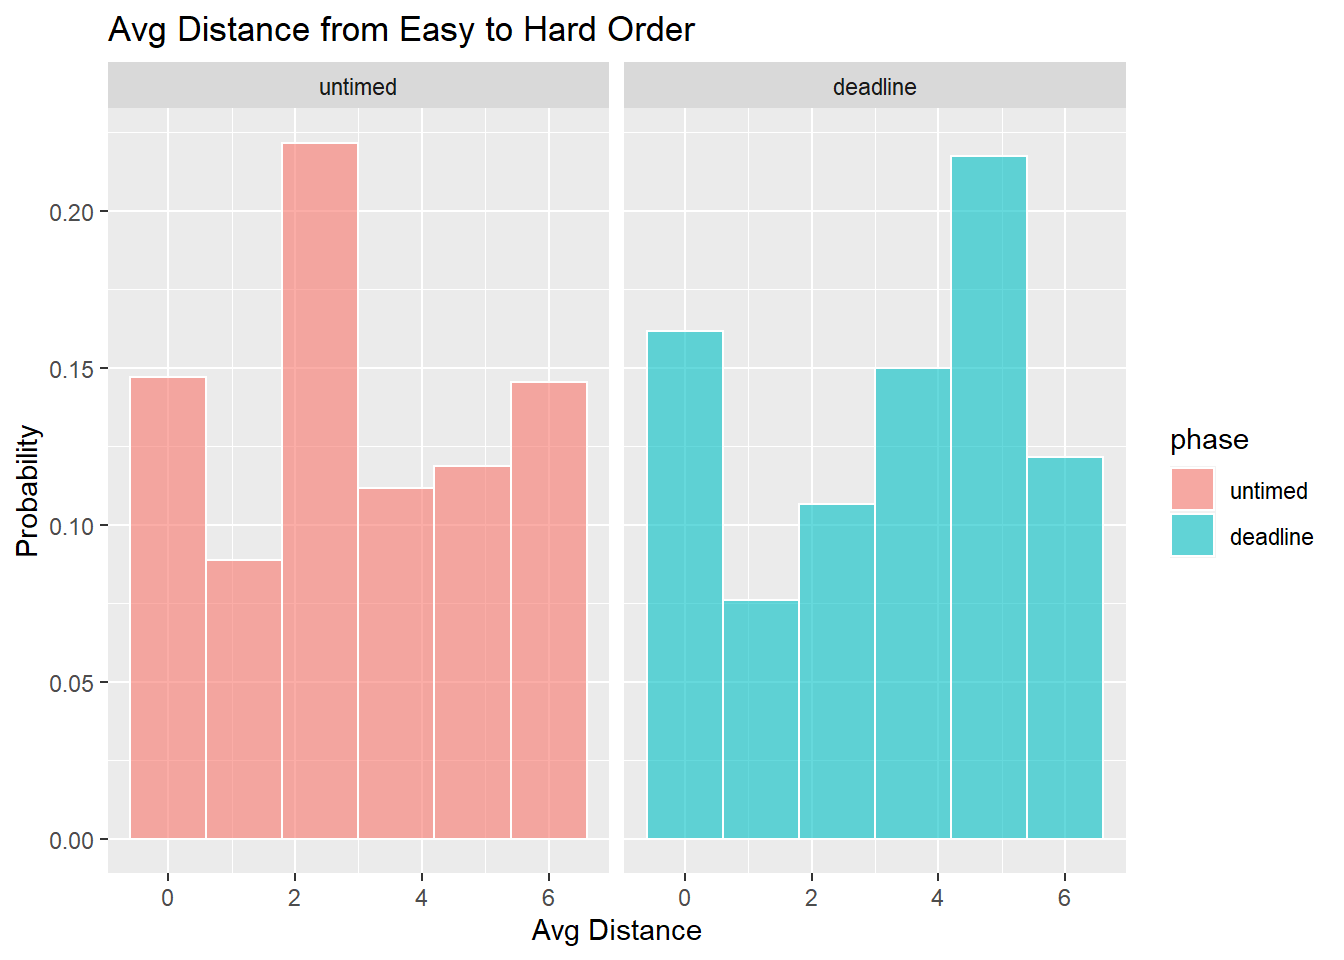 Avg Distance from Easy to Hard Order
untimed
deadline
0.20
0.15
0.10
0.05
0.00
Probability
0 2 4 6
0 2 4 6
Avg Distance
phase
untimed
deadline